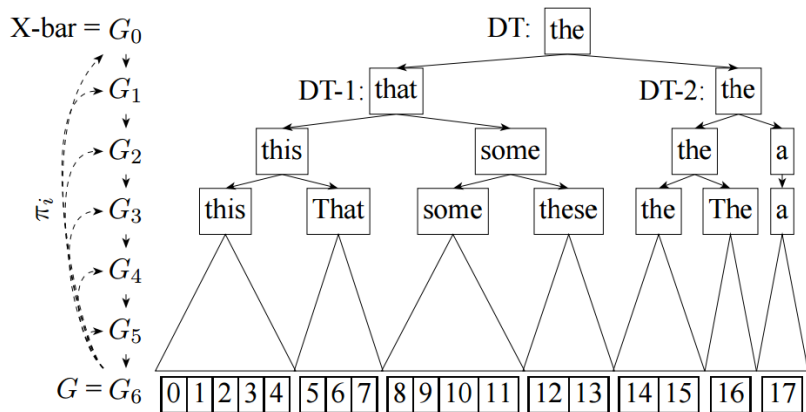 X-bar = G₀ DT: the
G₁ DT-1: that DT-2: the
G₂ this some the a
πᵢ G₃ this That some these the The a
G₄
G₅
G = G₆ 0 1 2 3 4 5 6 7 8 9 10 11 12 13 14 15 16 17